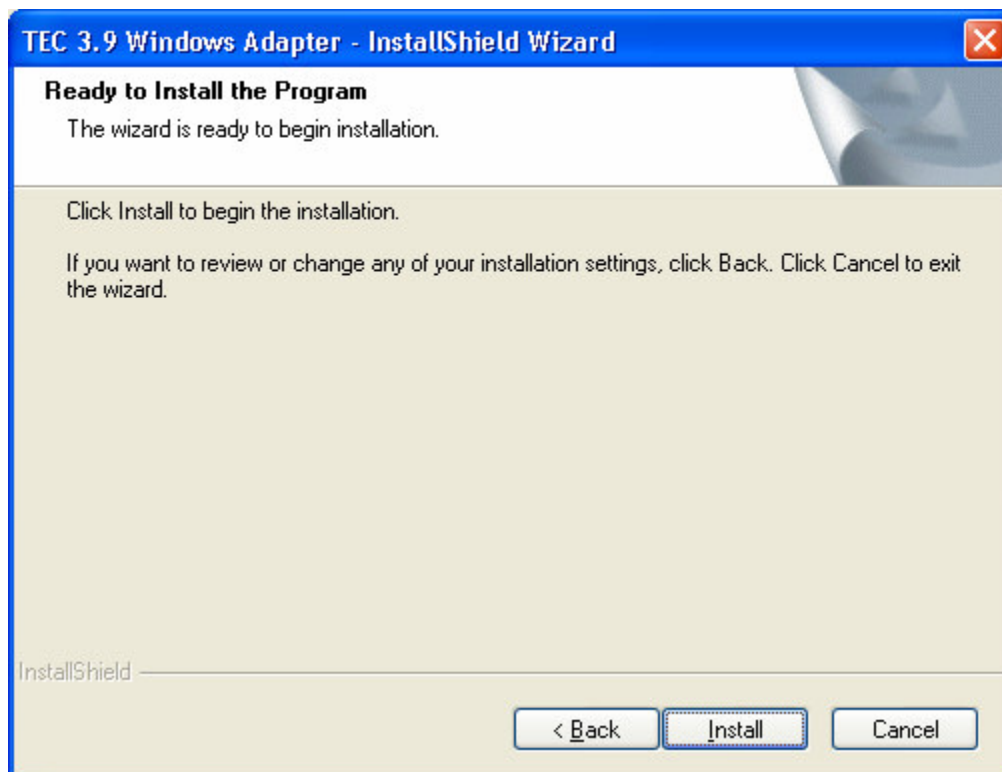 TEC 3.9 Windows Adapter - InstallShield Wizard
Ready to Install the Program
The wizard is ready to begin installation.
Click Install to begin the installation.
If you want to review or change any of your installation settings, click Back. Click Cancel to exit
the wizard.
InstallShield
< Back
Install
Cancel